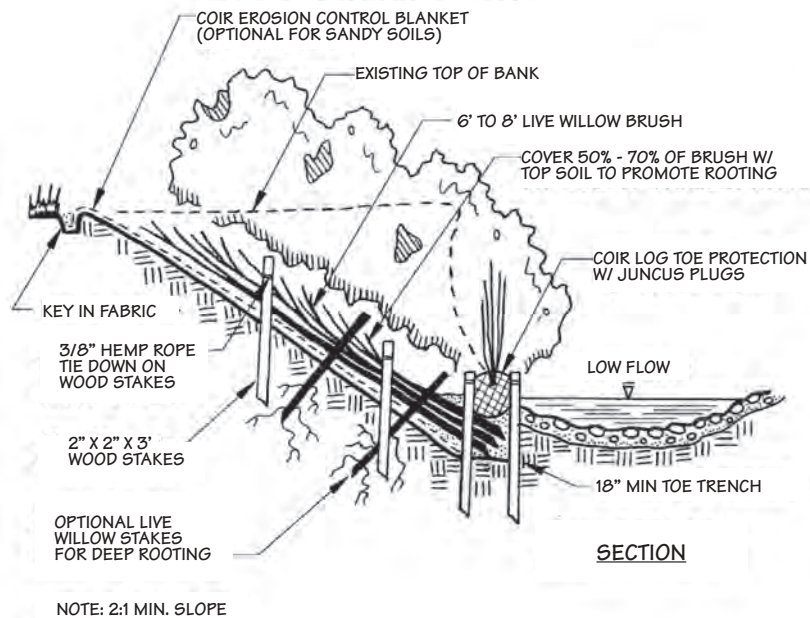 COIR EROSION CONTROL BLANKET
(OPTIONAL FOR SANDY SOILS)
EXISTING TOP OF BANK
6' TO 8' LIVE WILLOW BRUSH
COVER 50% - 70% OF BRUSH W/
TOP SOIL TO PROMOTE ROOTING
COIR LOG TOE PROTECTION
W/ JUNCUS PLUGS
KEY IN FABRIC
3/8" HEMP ROPE
TIE DOWN ON
WOOD STAKES
LOW FLOW
2" X 2" X 3'
WOOD STAKES
18" MIN TOE TRENCH
OPTIONAL LIVE
WILLOW STAKES
FOR DEEP ROOTING
SECTION
NOTE: 2:1 MIN. SLOPE